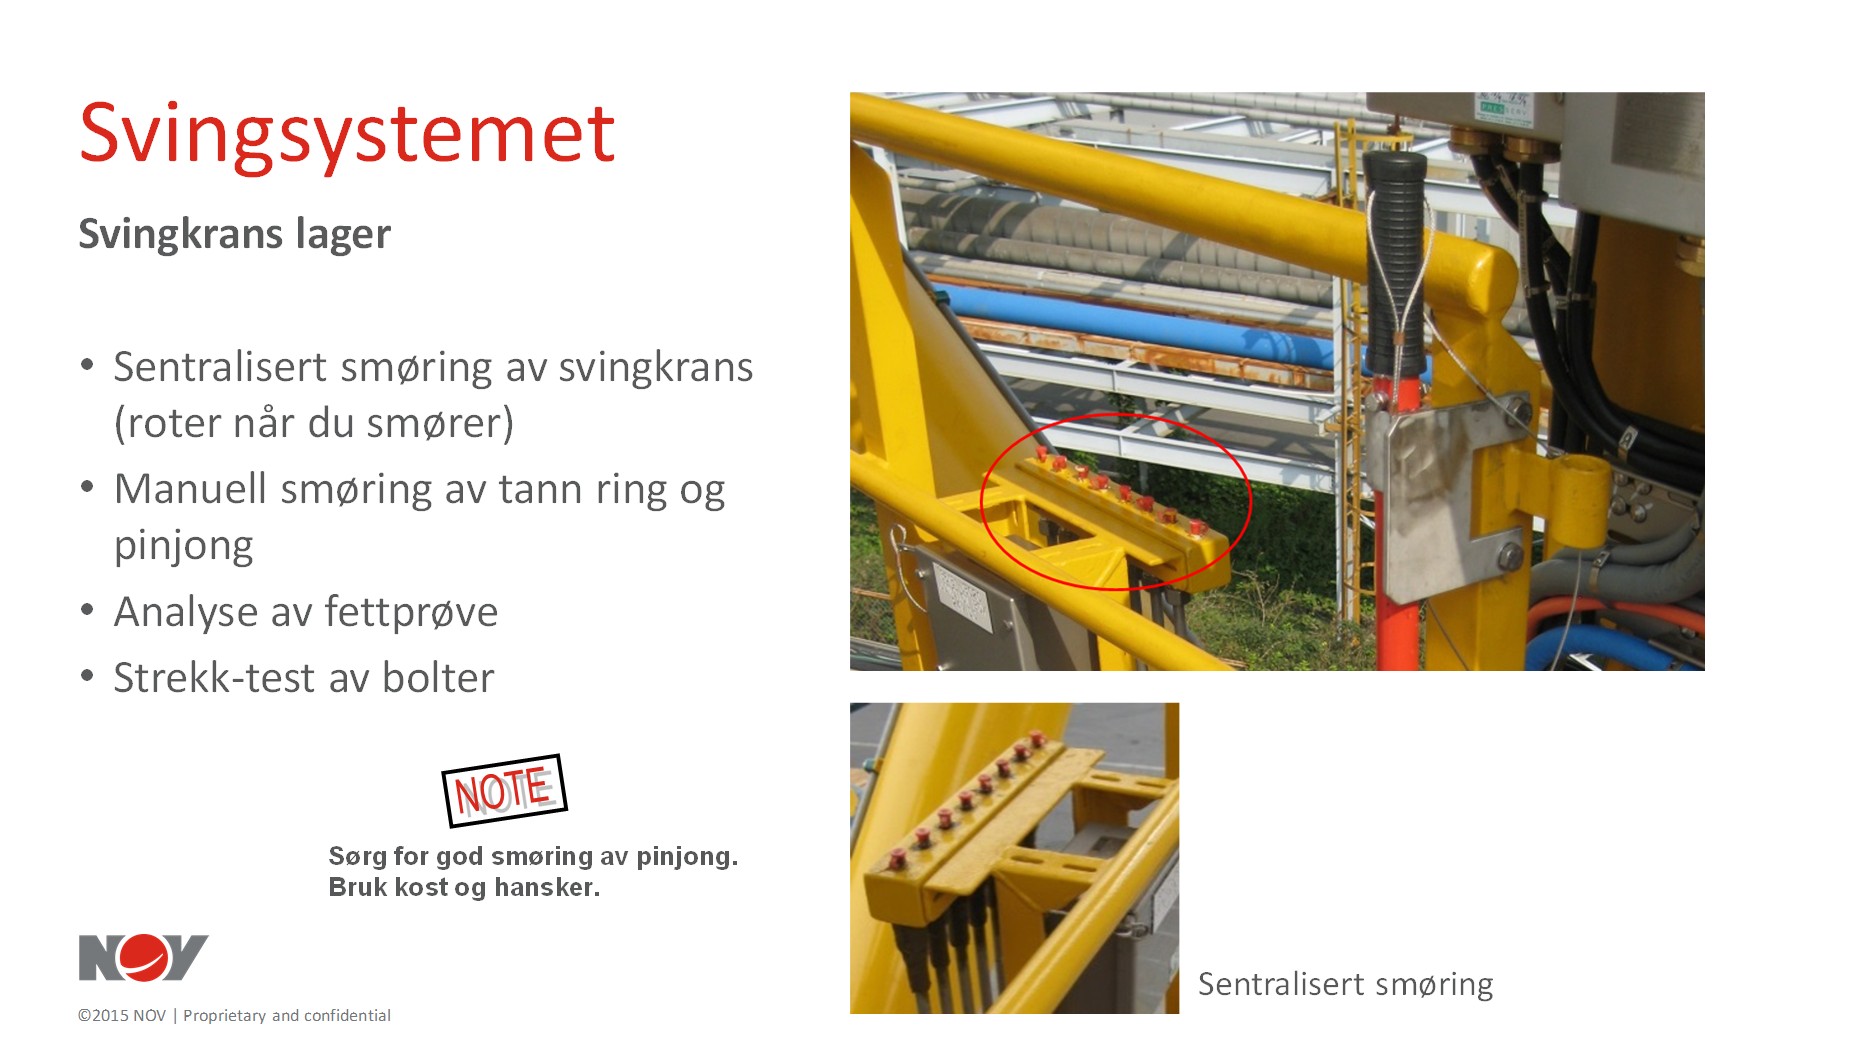 Svingsystemet
Svingkrans lager
• Sentralisert smøring av svingkrans
(roter når du smører)
• Manuell smøring av tann ring og
pinjong
• Analyse av fettprøve
• Strekk-test av bolter
NOTE
Sørg for god smøring av pinjong.
Bruk kost og hansker.
NOV
©2015 NOV | Proprietary and confidential
A
Sentralisert smøring